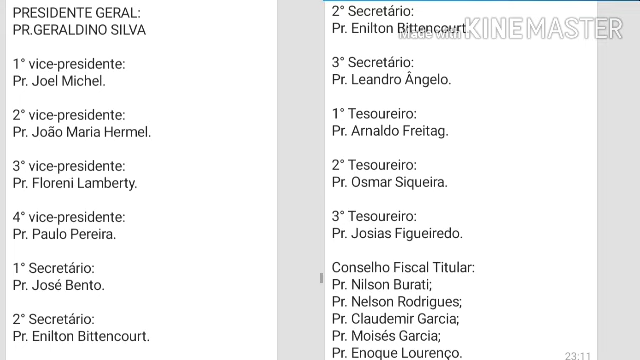 PRESIDENTE GERAL:
PR.GERALDINO SILVA
1° vice-presidente:
Pr. Joel Michel.
2° vice-presidente:
Pr. João Maria Hermel.
3° vice-presidente:
Pr. Floreni Lamberty.
4° vice-presidente:
Pr. Paulo Pereira.
1° Secretário:
Pr. José Bento.
2° Secretário:
Pr. Enilton Bittencourt.
2° Secretário:
Pr. Enilton Bittencourt.
Made with KINEMASTER
3° Secretário:
Pr. Leandro Ângelo.
1° Tesoureiro:
Pr. Arnaldo Freitag.
2° Tesoureiro:
Pr. Osmar Siqueira.
3° Tesoureiro:
Pr. Josias Figueiredo.
Conselho Fiscal Titular:
Pr. Nilson Burati;
Pr. Nelson Rodrigues;
Pr. Claudemir Garcia;
Pr. Moisés Garcia;
Pr. Enoque Lourenço.
23:11